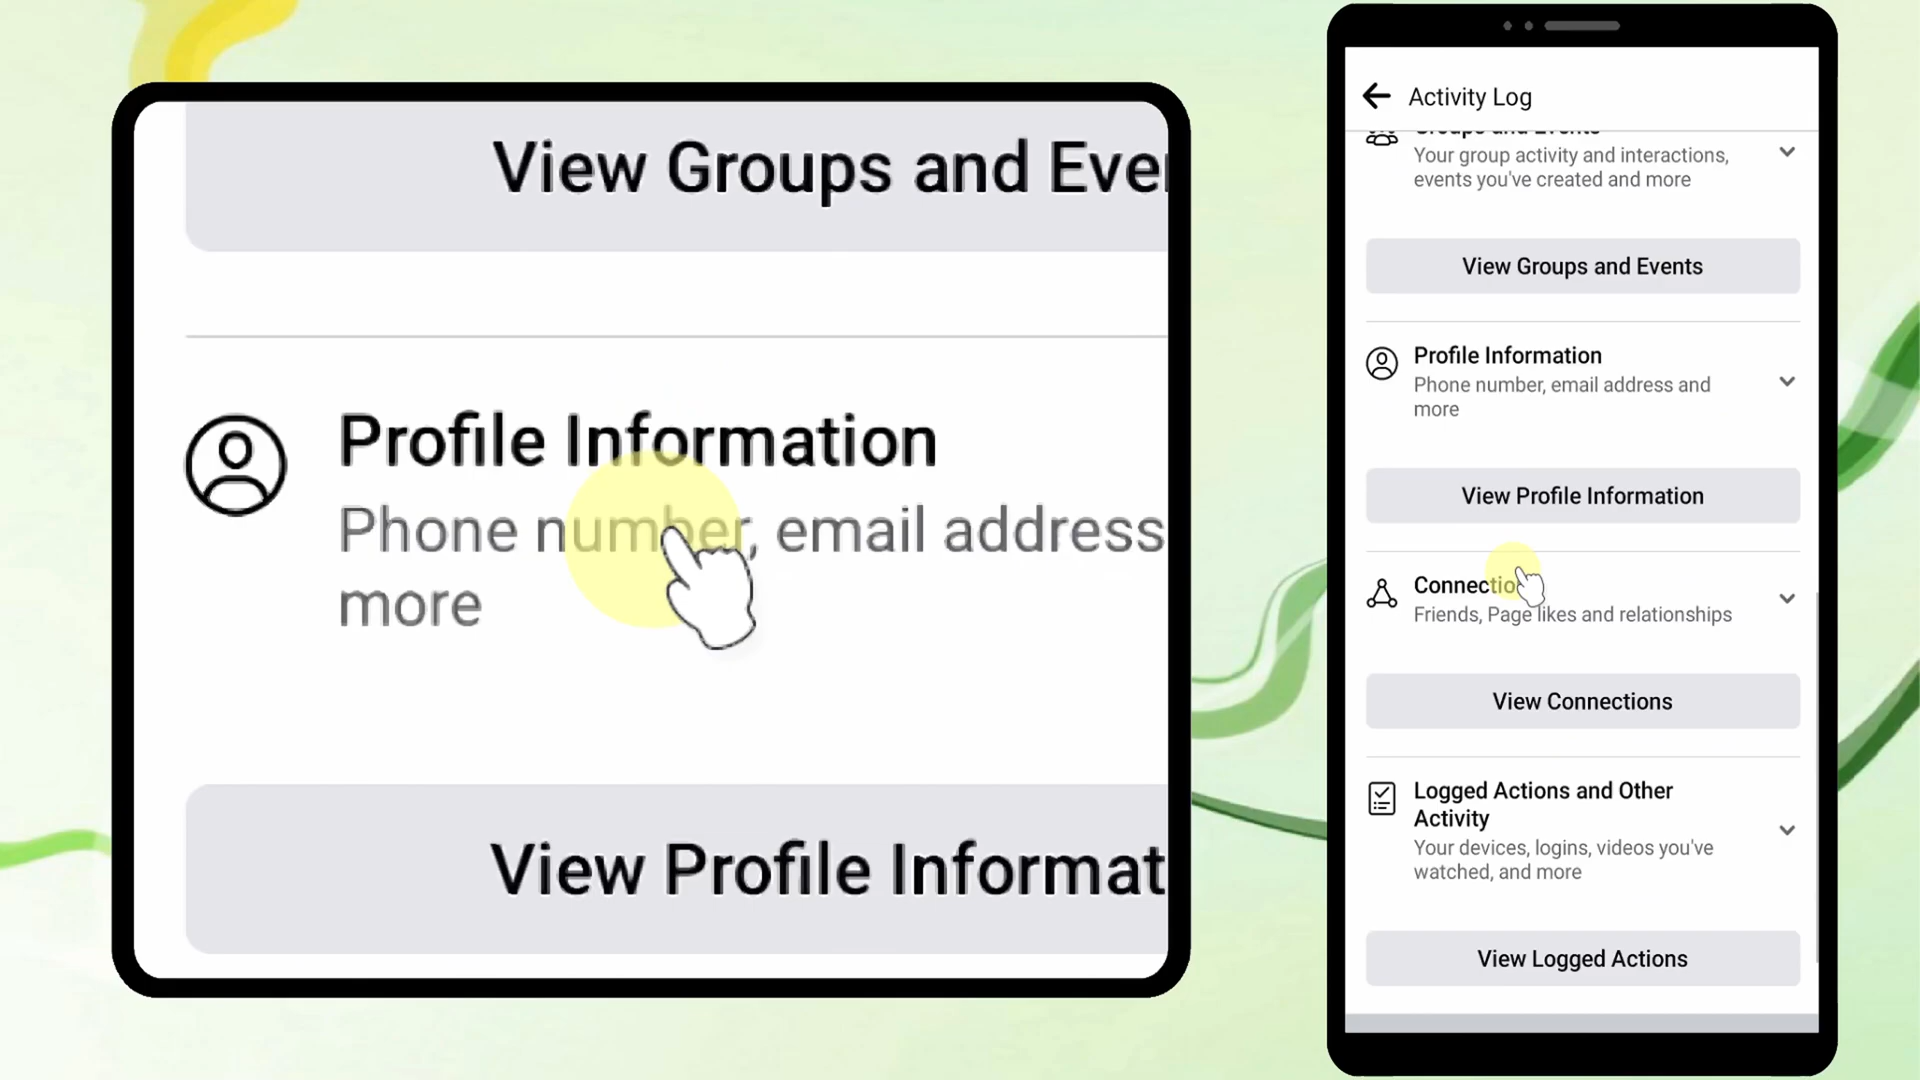 View Groups and Eve
Profile Information
Phone number, email address
more
View Profile Informat
Activity Log
Groups and Events
Your group activity and interactions,
events you've created and more
View Groups and Events
Profile Information
Phone number, email address and
more
View Profile Information
Connectio
Friends, Page likes and relationships
View Connections
Logged Actions and Other
Activity
Your devices, logins, videos you've
watched, and more
View Logged Actions